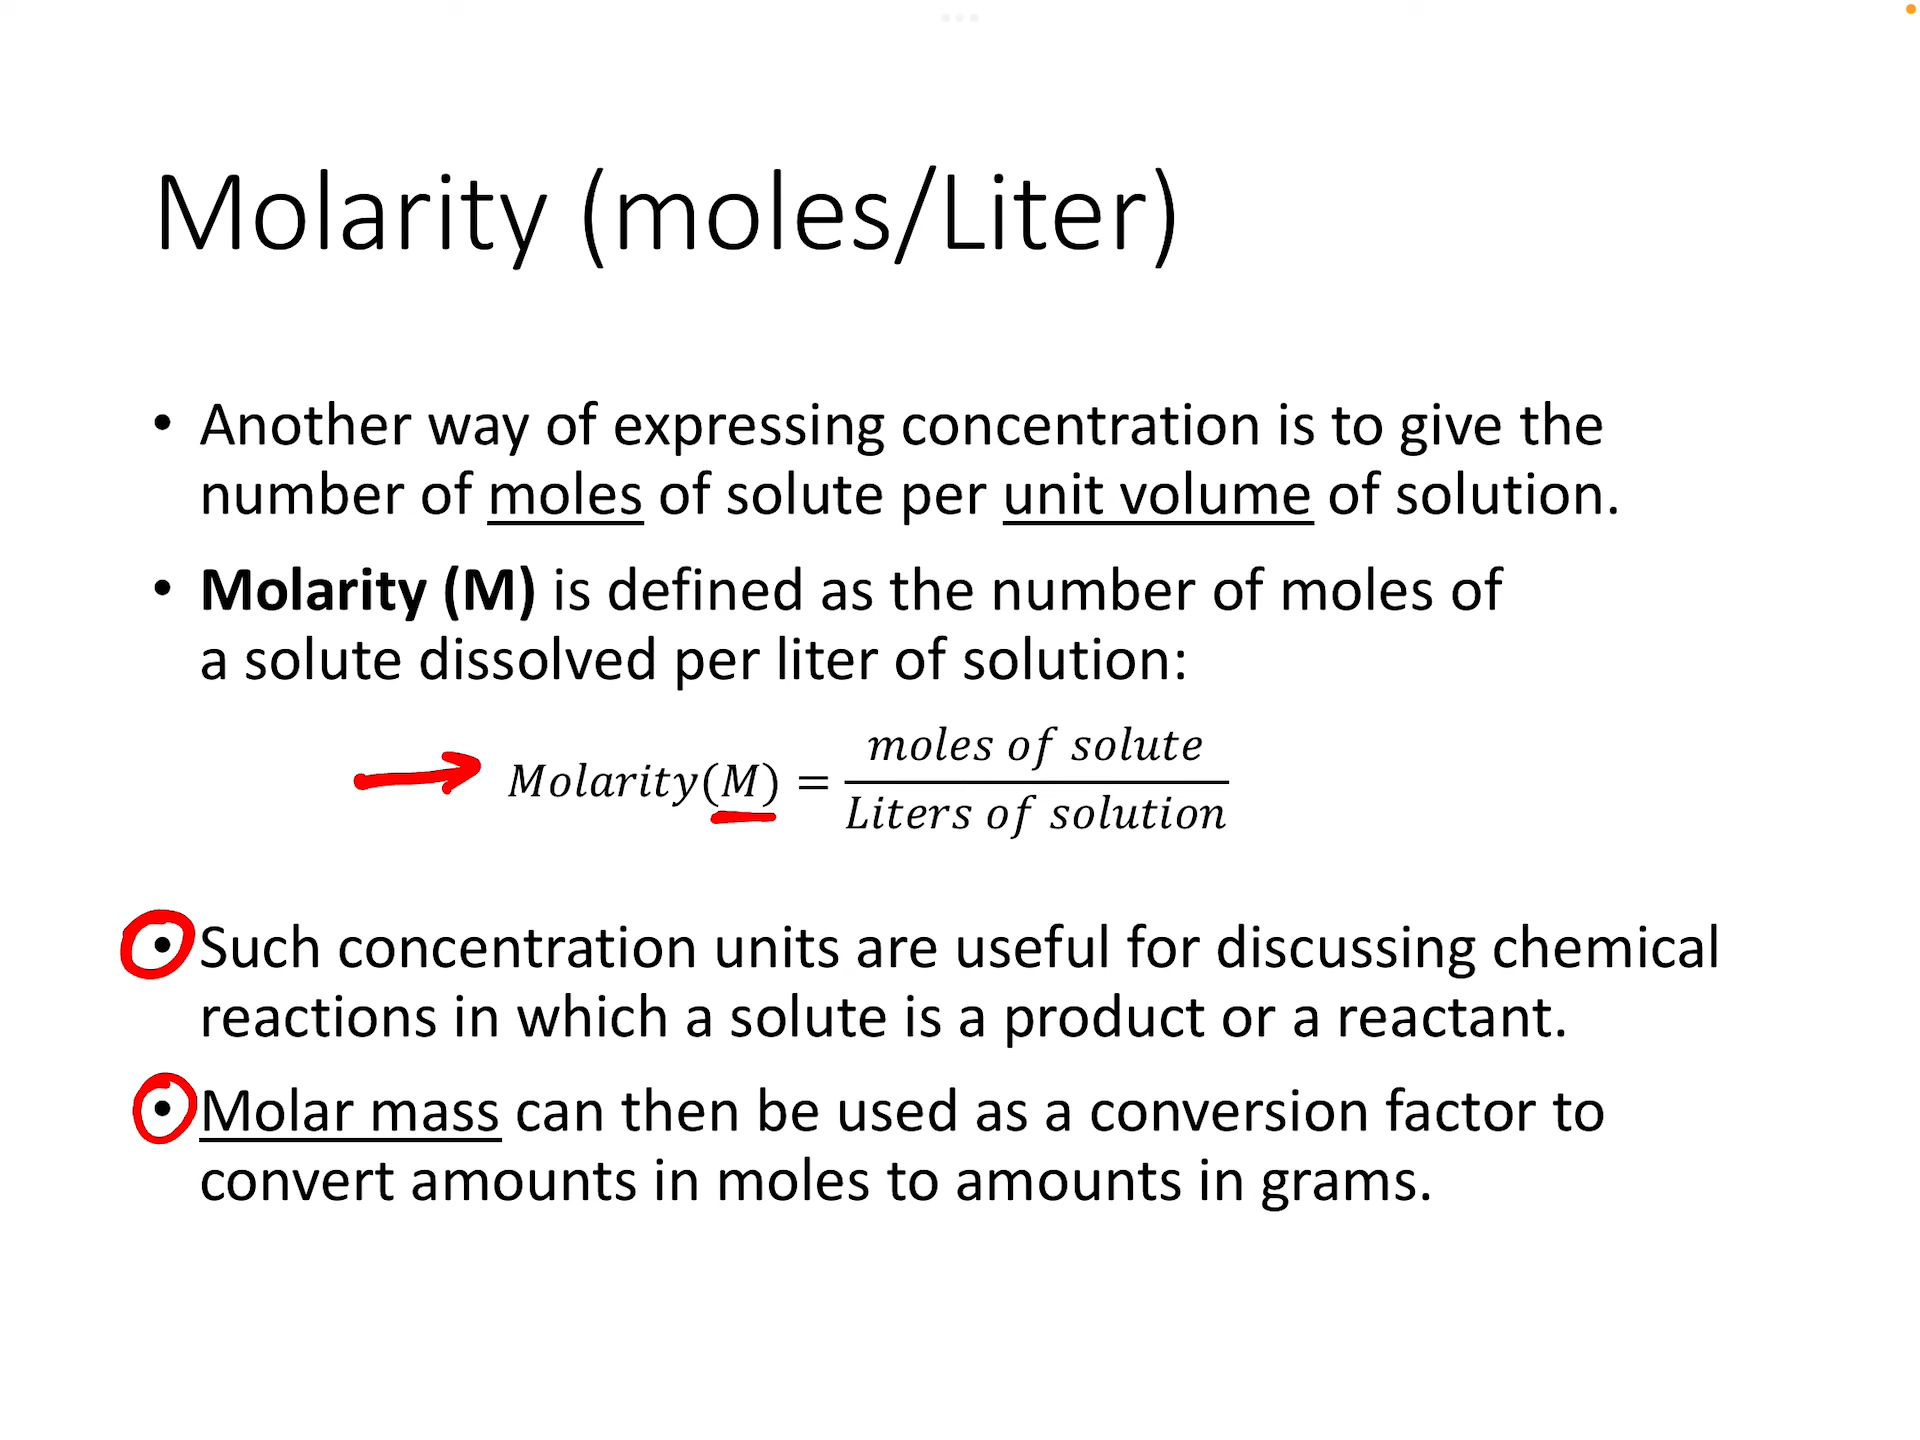 Molarity (moles/Liter)
• Another way of expressing concentration is to give the
number of moles of solute per unit volume of solution.
• Molarity (M) is defined as the number of moles of
a solute dissolved per liter of solution:
Molarity(M) = moles of solute / Liters of solution
• Such concentration units are useful for discussing chemical
reactions in which a solute is a product or a reactant.
• Molar mass can then be used as a conversion factor to
convert amounts in moles to amounts in grams.